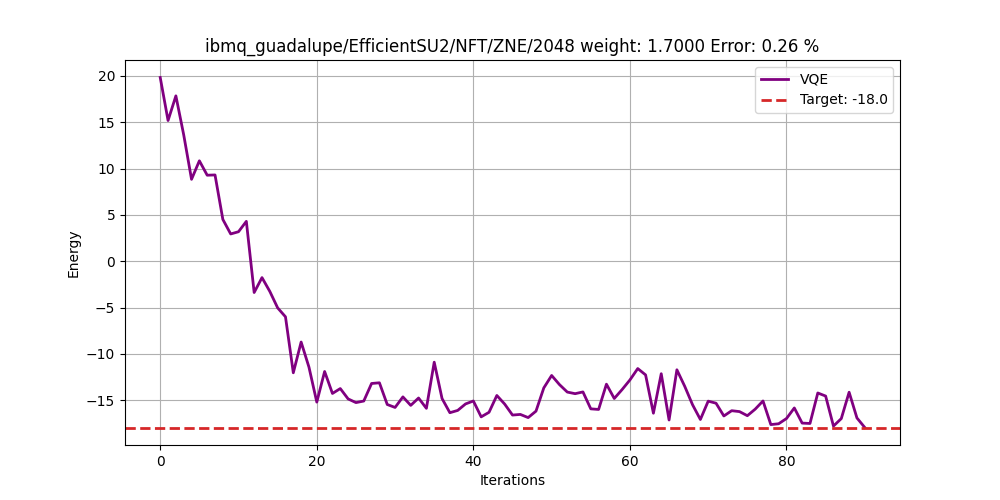 ibmq_guadalupe/EfficientSU2/NFT/ZNE/2048 weight: 1.7000 Error: 0.26 %
VQE
Target: -18.0
20
15
10
5
0
−5
−10
−15
Energy
0 20 40 60 80
Iterations